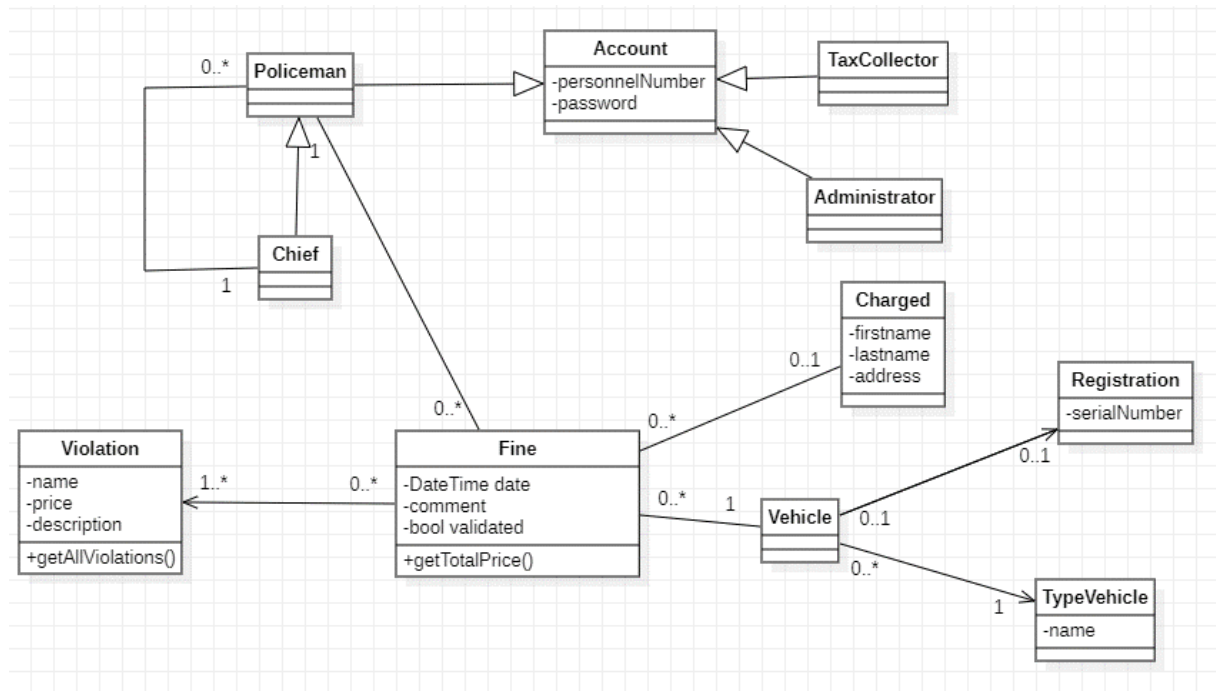 Account
-personnelNumber
-password
TaxCollector
0..*
Policeman
1
Administrator
Chief
1
Charged
-firstname
-lastname
-address
0..1
0..*
0..*
Registration
-serialNumber
0..1
Violation
-name
-price
-description
+getAllViolations()
1..*
0..*
Fine
-DateTime date
-comment
-bool validated
+getTotalPrice()
0..*
1
Vehicle
0..1
0..*
1
TypeVehicle
-name